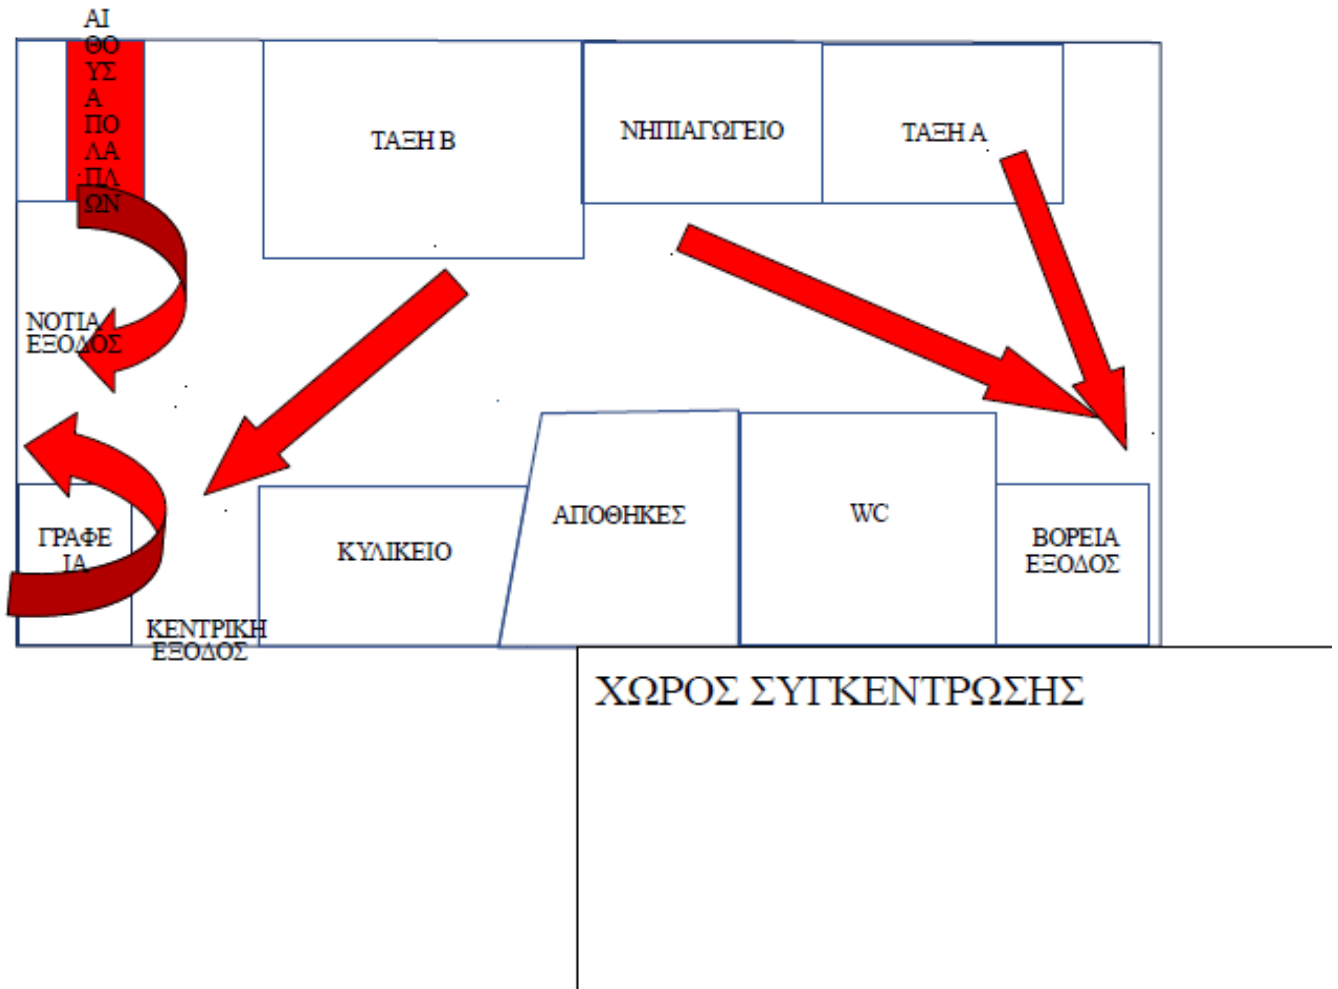 ΑΙ
ΘΟ
ΥΣ
Α
ΠΟ
ΛΑ
ΠΛ
ΩΝ
ΤΑΞΗ Β
ΝΗΠΙΑΓΩΓΕΙΟ
ΤΑΞΗ Α
ΝΟΤΙΑ
ΕΞΟΔΟΣ
ΓΡΑΦΕ
ΙΑ
ΚΥΛΙΚΕΙΟ
ΑΠΟΘΗΚΕΣ
WC
ΒΟΡΕΙΑ
ΕΞΟΔΟΣ
ΚΕΝΤΡΙΚΗ
ΕΞΟΔΟΣ
ΧΩΡΟΣ ΣΥΓΚΕΝΤΡΩΣΗΣ